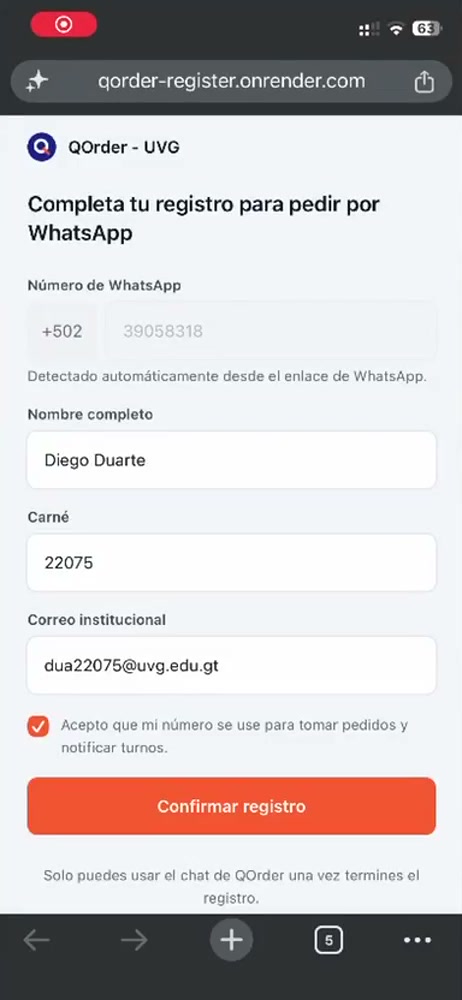 63
qorder-register.onrender.com
QOrder - UVG
Completa tu registro para pedir por
WhatsApp
Número de WhatsApp
+502
39058318
Detectado automáticamente desde el enlace de WhatsApp.
Nombre completo
Diego Duarte
Carné
22075
Correo institucional
dua22075@uvg.edu.gt
Acepto que mi número se use para tomar pedidos y
notificar turnos.
Confirmar registro
Solo puedes usar el chat de QOrder una vez termines el
registro.
5